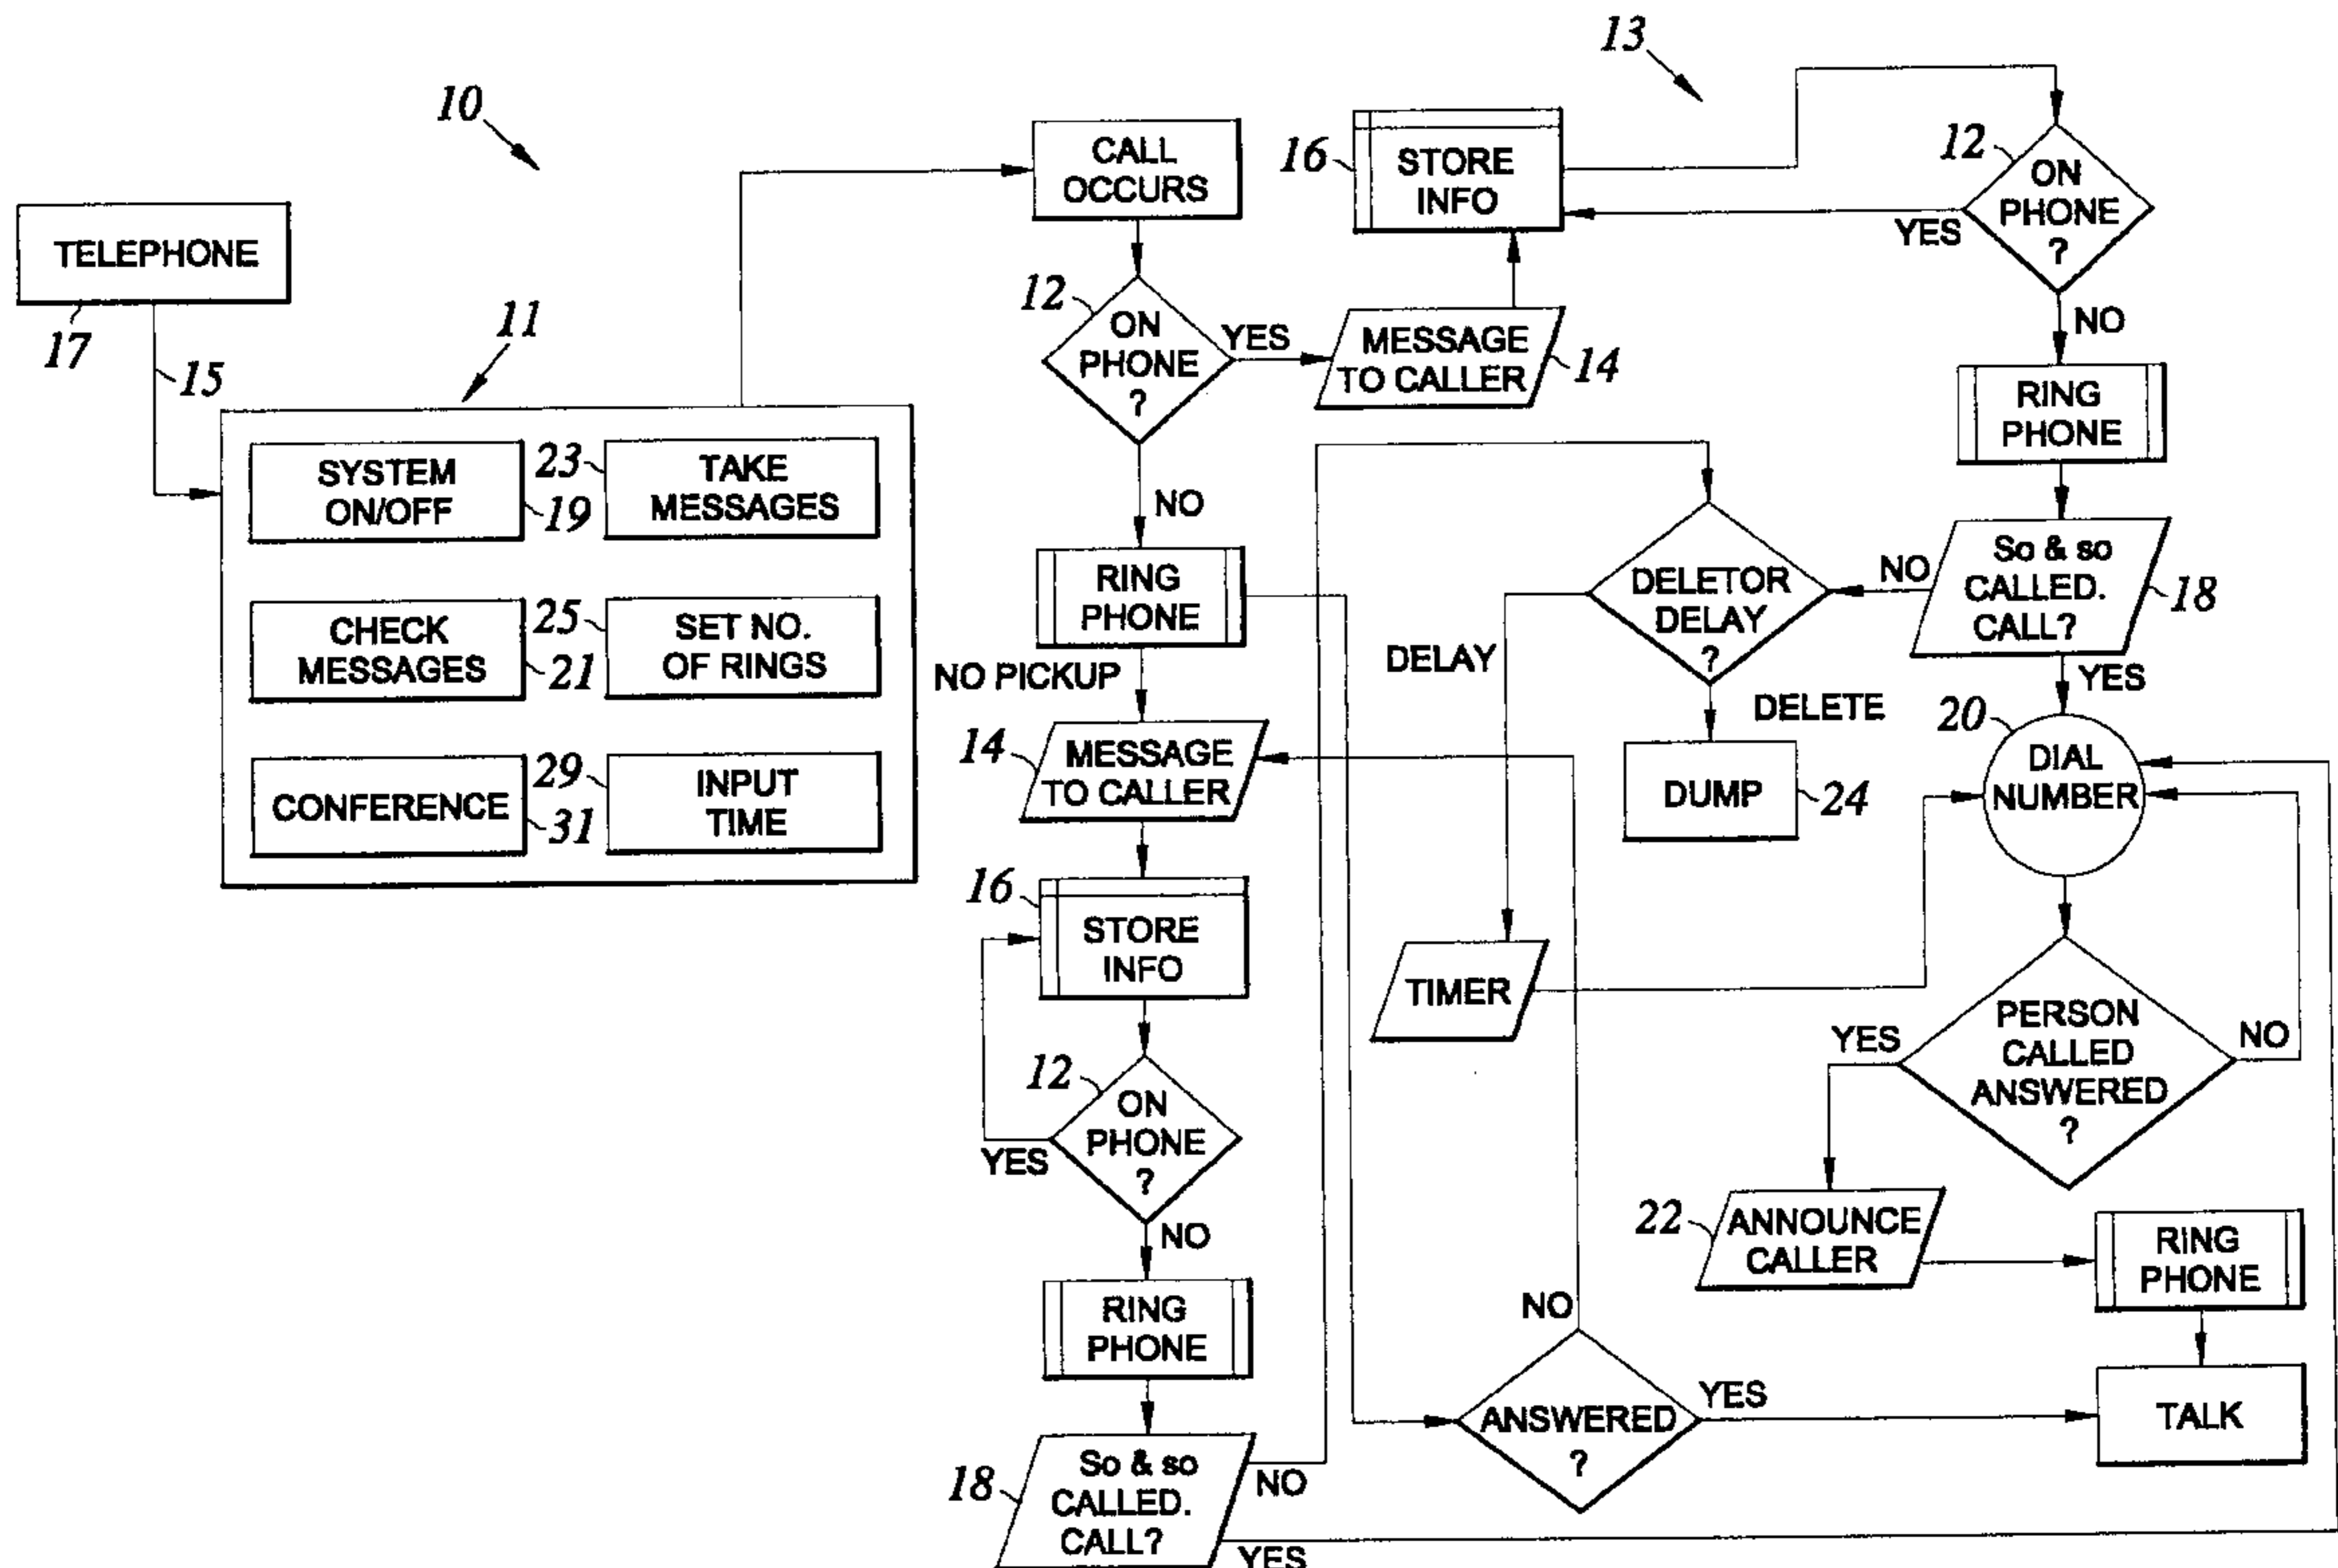 10
13
TELEPHONE
17
15
11
SYSTEM
ON/OFF
19
23
TAKE
MESSAGES
CHECK
MESSAGES
21
25
SET NO.
OF RINGS
CONFERENCE
31
29
INPUT
TIME
CALL
OCCURS
12
ON
PHONE
?
YES
NO
MESSAGE
TO CALLER
14
16
STORE
INFO
12
ON
PHONE
?
YES
NO
RING
PHONE
So & so
CALLED.
CALL?
18
NO
YES
DELETOR
DELAY
?
DELAY
DELETE
DUMP
24
TIMER
20
DIAL
NUMBER
PERSON
CALLED
ANSWERED
?
YES
NO
22
ANNOUNCE
CALLER
RING
PHONE
TALK
RING
PHONE
NO PICKUP
14
MESSAGE
TO CALLER
16
STORE
INFO
12
ON
PHONE
?
YES
NO
RING
PHONE
18
So & so
CALLED.
CALL?
NO
YES
ANSWERED
?
NO
YES